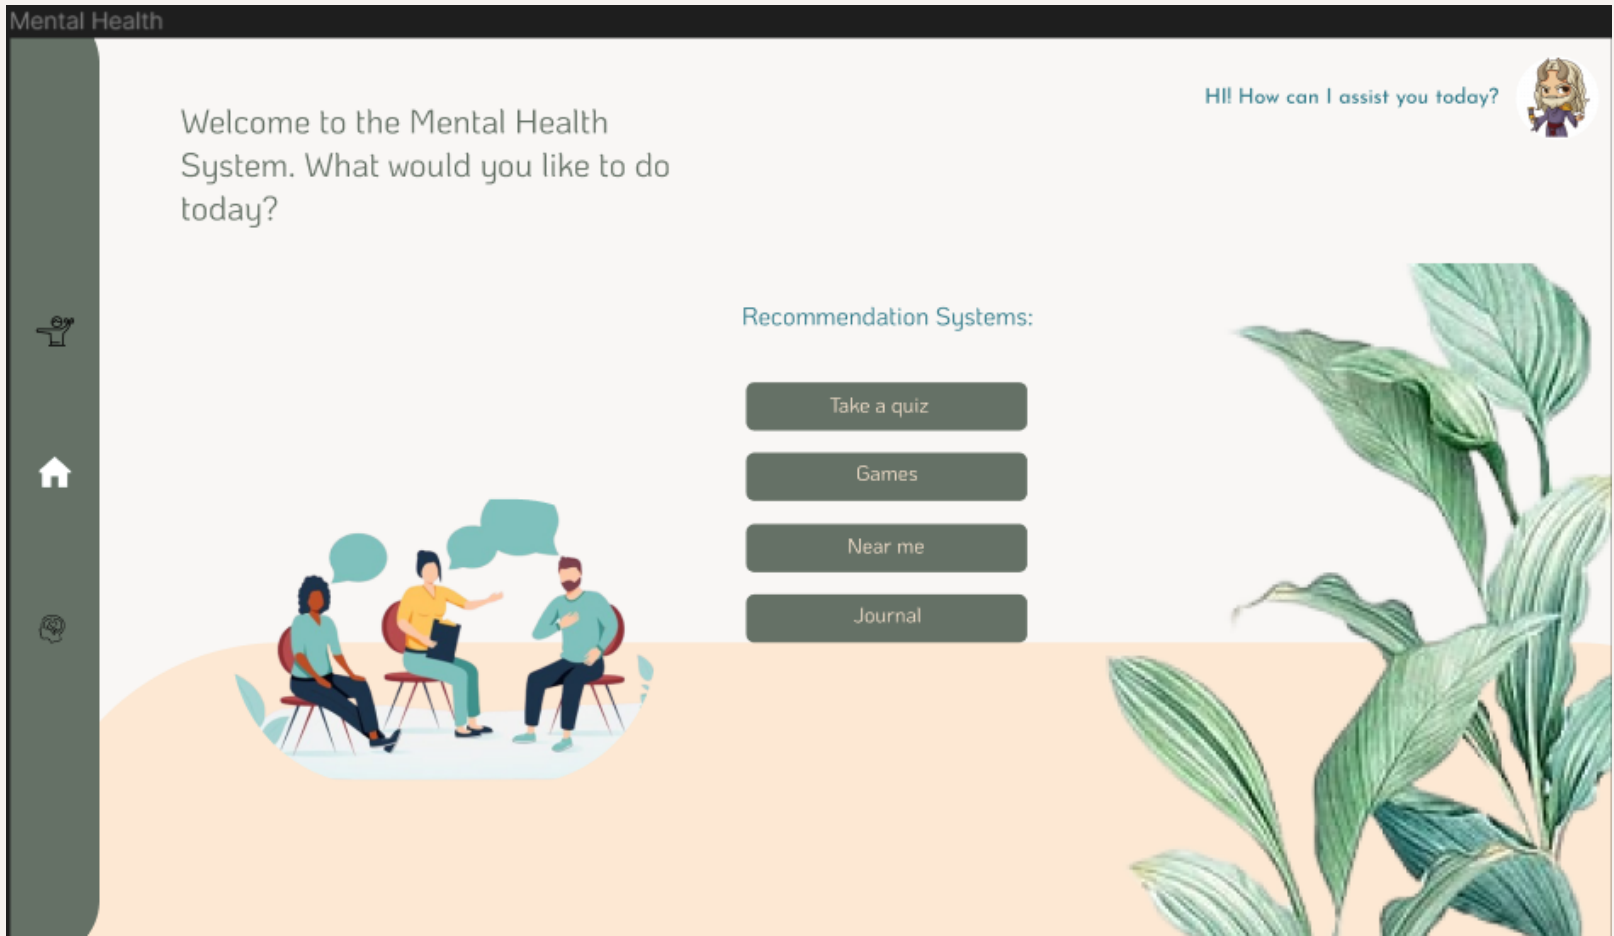 Mental Health
HI! How can I assist you today?
Welcome to the Mental Health
System. What would you like to do
today?
Recommendation Systems:
Take a quiz
Games
Near me
Journal